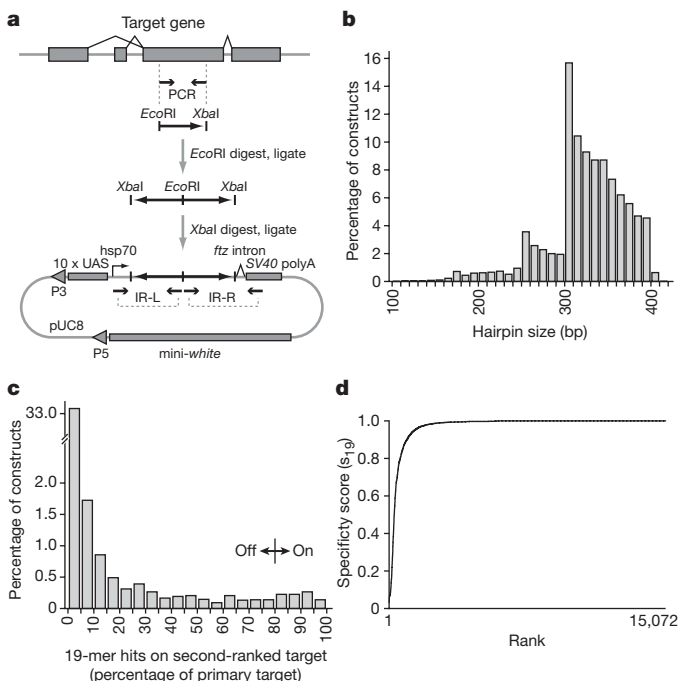 a
Target gene
PCR
EcoRI XbaI
EcoRI digest, ligate
XbaI EcoRI XbaI
XbaI digest, ligate
hsp70 ftz intron
10 x UAS SV40 polyA
P3
IR-L IR-R
pUC8
P5 mini-white
b
Percentage of constructs
16
14
12
10
8
6
4
2
0
100 200 300 400
Hairpin size (bp)
c
Percentage of constructs
33.0
2.0
1.5
1.0
0.5
0
Off On
0 10 20 30 40 50 60 70 80 90 100
19-mer hits on second-ranked target
(percentage of primary target)
d
Specificty score (s19)
1.0
0.8
0.6
0.4
0.2
0
1 15,072
Rank